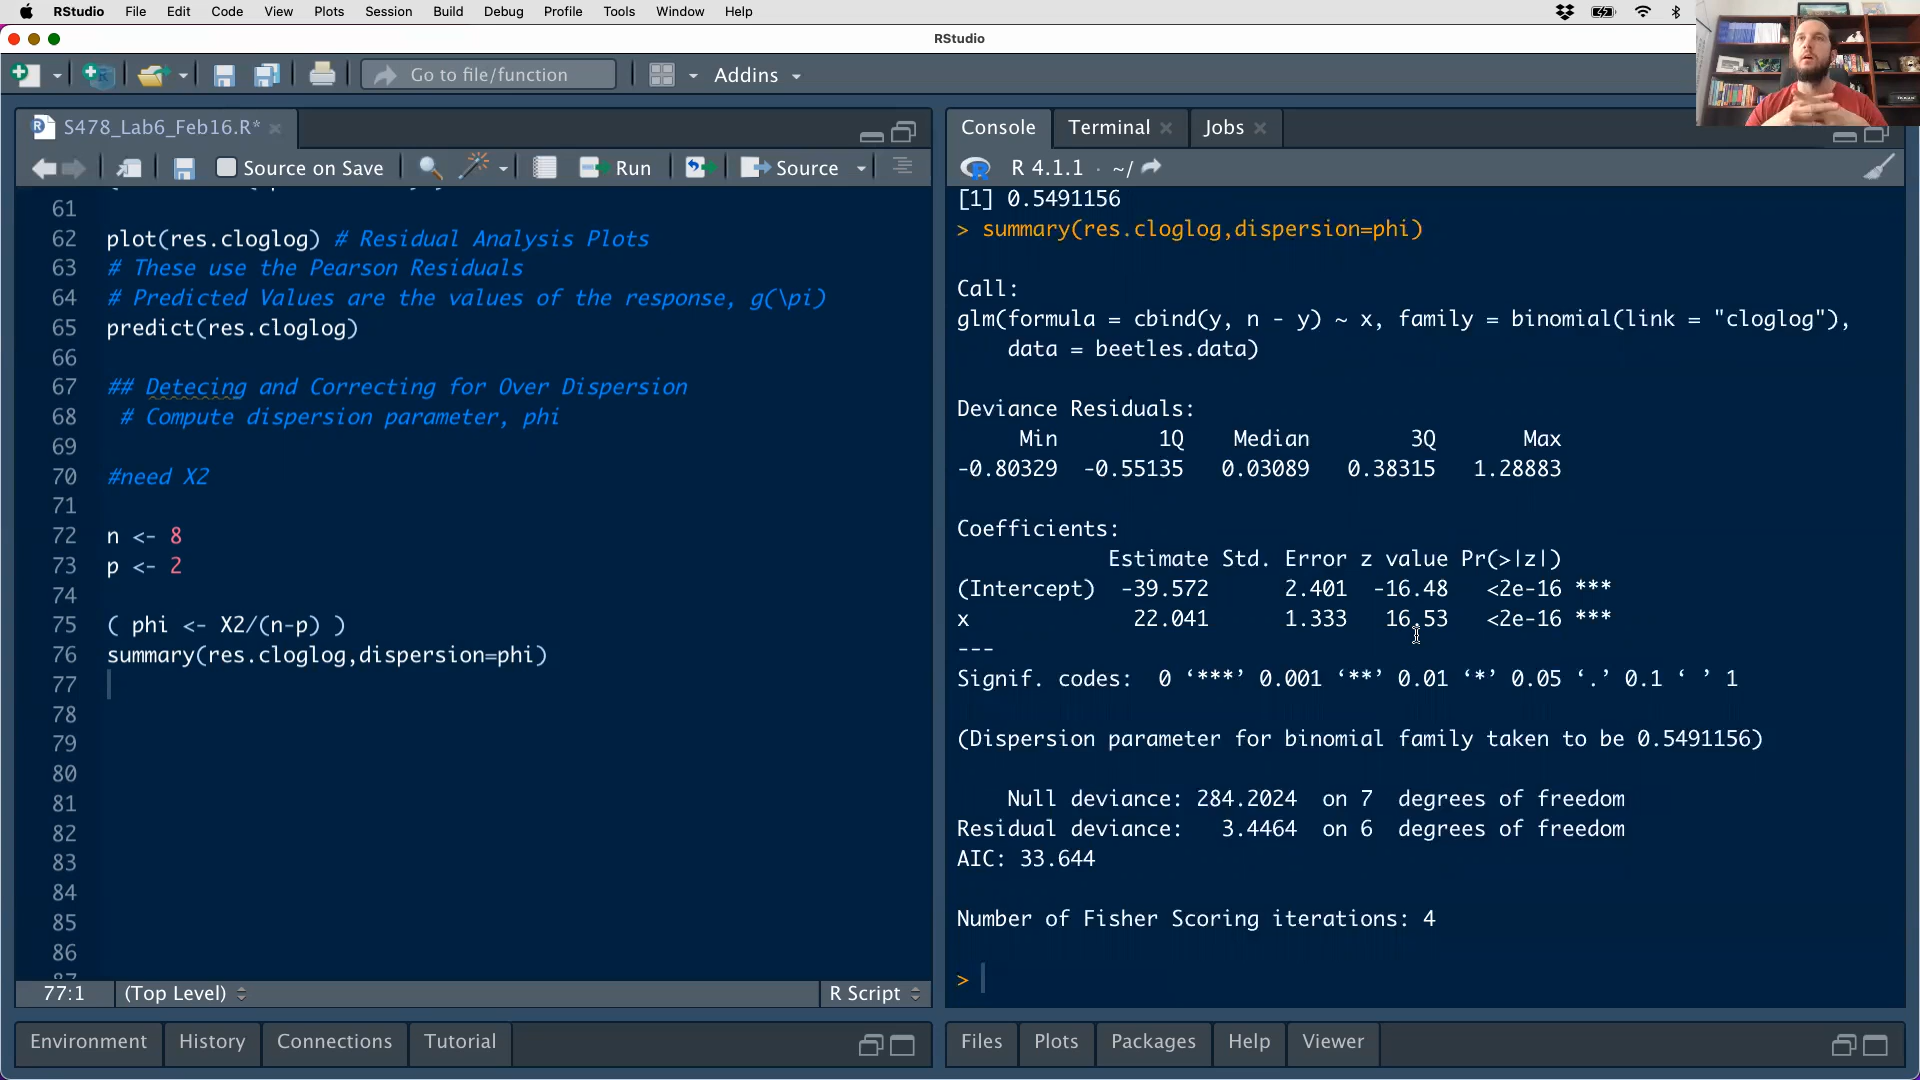 RStudio File Edit Code View Plots Session Build Debug Profile Tools Window Help
RStudio
Go to file/function
Addins
S478_Lab6_Feb16.R*
Source on Save
Run
Source
61
62 plot(res.cloglog) # Residual Analysis Plots
63 # These use the Pearson Residuals
64 # Predicted Values are the values of the response, g(\pi)
65 predict(res.cloglog)
66
67 ## Detecing and Correcting for Over Dispersion
68 # Compute dispersion parameter, phi
69
70 #need X2
71
72 n <- 8
73 p <- 2
74
75 ( phi <- X2/(n-p) )
76 summary(res.cloglog,dispersion=phi)
77
78
79
80
81
82
83
84
85
86
77:1 (Top Level) R Script
Environment History Connections Tutorial
Console Terminal Jobs
R 4.1.1 · ~/
[1] 0.5491156
> summary(res.cloglog,dispersion=phi)
Call:
glm(formula = cbind(y, n - y) ~ x, family = binomial(link = "cloglog"),
data = beetles.data)
Deviance Residuals:
Min 1Q Median 3Q Max
-0.80329 -0.55135 0.03089 0.38315 1.28883
Coefficients:
Estimate Std. Error z value Pr(>|z|)
(Intercept) -39.572 2.401 -16.48 <2e-16 ***
x 22.041 1.333 16.53 <2e-16 ***
---
Signif. codes: 0 ‘***’ 0.001 ‘**’ 0.01 ‘*’ 0.05 ‘.’ 0.1 ‘ ’ 1
(Dispersion parameter for binomial family taken to be 0.5491156)
Null deviance: 284.2024 on 7 degrees of freedom
Residual deviance: 3.4464 on 6 degrees of freedom
AIC: 33.644
Number of Fisher Scoring iterations: 4
>
Files Plots Packages Help Viewer